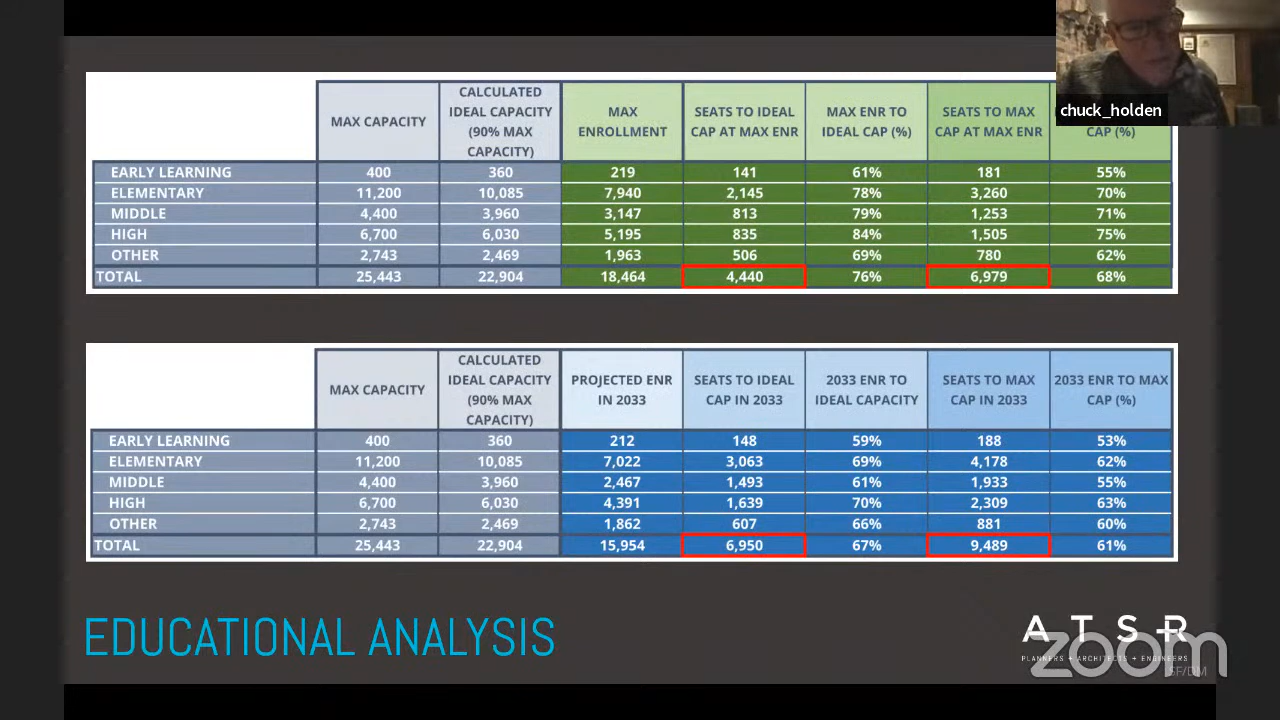 chuck_holden
MAX CAPACITY CALCULATED IDEAL CAPACITY (90% MAX CAPACITY) MAX ENROLLMENT SEATS TO IDEAL CAP AT MAX ENR MAX ENR TO IDEAL CAP (%) SEATS TO MAX CAP AT MAX ENR CAP (%)
EARLY LEARNING 400 360 219 141 61% 181 55%
ELEMENTARY 11,200 10,085 7,940 2,145 78% 3,260 70%
MIDDLE 4,400 3,960 3,147 813 79% 1,253 71%
HIGH 6,700 6,030 5,195 835 84% 1,505 75%
OTHER 2,743 2,469 1,963 506 69% 780 62%
TOTAL 25,443 22,904 18,464 4,440 76% 6,979 68%
MAX CAPACITY CALCULATED IDEAL CAPACITY (90% MAX CAPACITY) PROJECTED ENR IN 2033 SEATS TO IDEAL CAP IN 2033 2033 ENR TO IDEAL CAPACITY SEATS TO MAX CAP IN 2033 2033 ENR TO MAX CAP (%)
EARLY LEARNING 400 360 212 148 59% 188 53%
ELEMENTARY 11,200 10,085 7,022 3,063 69% 4,178 62%
MIDDLE 4,400 3,960 2,467 1,493 61% 1,933 55%
HIGH 6,700 6,030 4,391 1,639 70% 2,309 63%
OTHER 2,743 2,469 1,862 607 66% 881 60%
TOTAL 25,443 22,904 15,954 6,950 67% 9,489 61%
EDUCATIONAL ANALYSIS
ATSR
PLANNERS + ARCHITECTS + ENGINEERS
zoom